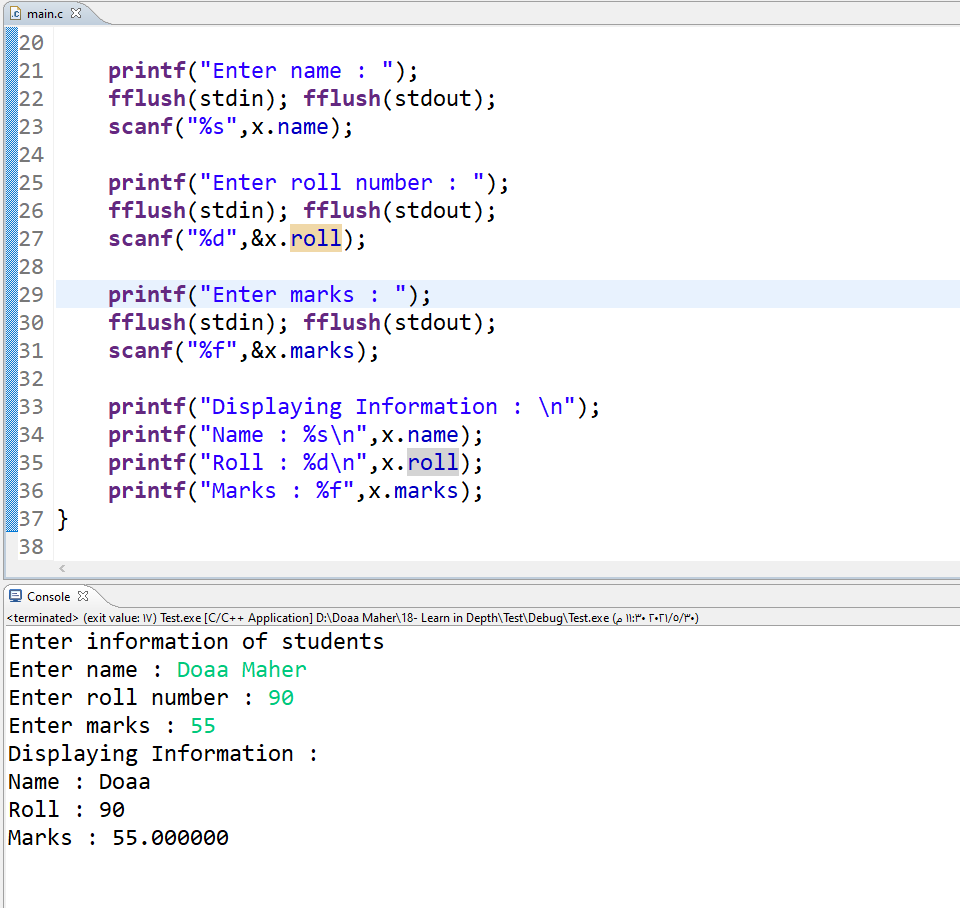 main.c
20
21 printf("Enter name : ");
22 fflush(stdin); fflush(stdout);
23 scanf("%s",x.name);
24
25 printf("Enter roll number : ");
26 fflush(stdin); fflush(stdout);
27 scanf("%d",&x.roll);
28
29 printf("Enter marks : ");
30 fflush(stdin); fflush(stdout);
31 scanf("%f",&x.marks);
32
33 printf("Displaying Information : \n");
34 printf("Name : %s\n",x.name);
35 printf("Roll : %d\n",x.roll);
36 printf("Marks : %f",x.marks);
37 }
38
Console
<terminated> (exit value: ١٧) Test.exe [C/C++ Application] D:\Doaa Maher\18- Learn in Depth\Test\Debug\Test.exe (٣٠/٥/٢٠٢١ ١١:٣٠ م)
Enter information of students
Enter name : Doaa Maher
Enter roll number : 90
Enter marks : 55
Displaying Information :
Name : Doaa
Roll : 90
Marks : 55.000000